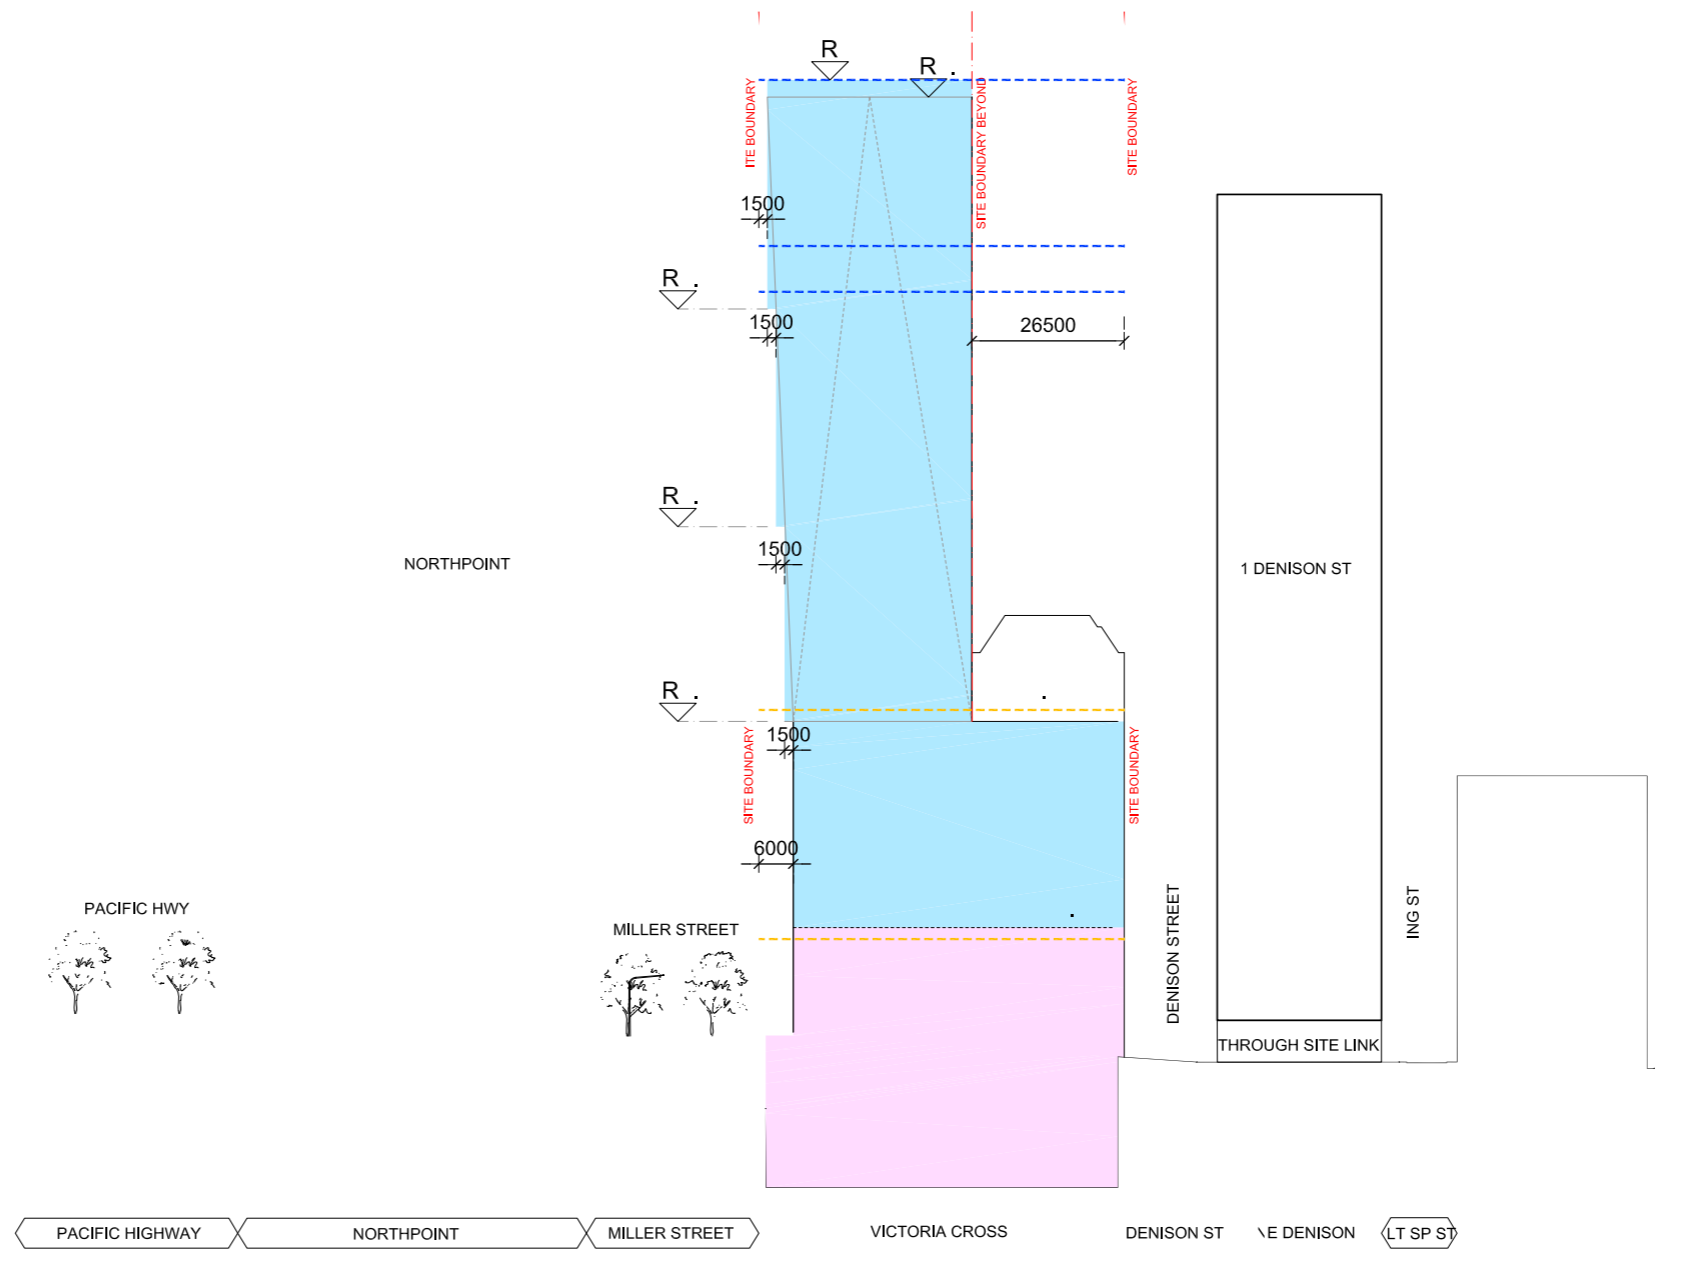 R
R .
ITE BOUNDARY
SITE BOUNDARY BEYOND
SITE BOUNDARY
1500
R .
1500
26500
R .
1500
NORTHPOINT
1 DENISON ST
R .
.
1500
SITE BOUNDARY
SITE BOUNDARY
6000
PACIFIC HWY
MILLER STREET
.
DENISON STREET
ING ST
THROUGH SITE LINK
PACIFIC HIGHWAY
NORTHPOINT
MILLER STREET
VICTORIA CROSS
DENISON ST
E DENISON
LT SP ST